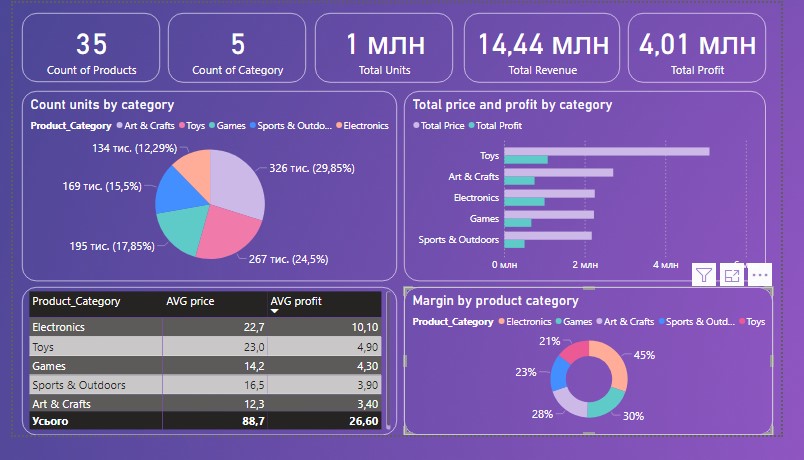 35
Count of Products
5
Count of Category
1 млн
Total Units
14,44 млн
Total Revenue
4,01 млн
Total Profit
Count units by category
Product_Category Art & Crafts Toys Games Sports & Outdo... Electronics
134 тис. (12,29%)
326 тис. (29,85%)
169 тис. (15,5%)
195 тис. (17,85%)
267 тис. (24,5%)
Total price and profit by category
Total Price Total Profit
Toys
Art & Crafts
Electronics
Games
Sports & Outdoors
0 млн 2 млн 4 млн
Product_Category AVG price AVG profit
Electronics 22,7 10,10
Toys 23,0 4,90
Games 14,2 4,30
Sports & Outdoors 16,5 3,90
Art & Crafts 12,3 3,40
Усього 88,7 26,60
Margin by product category
Product_Category Electronics Games Art & Crafts Sports & Outd... Toys
21%
45%
23%
28%
30%